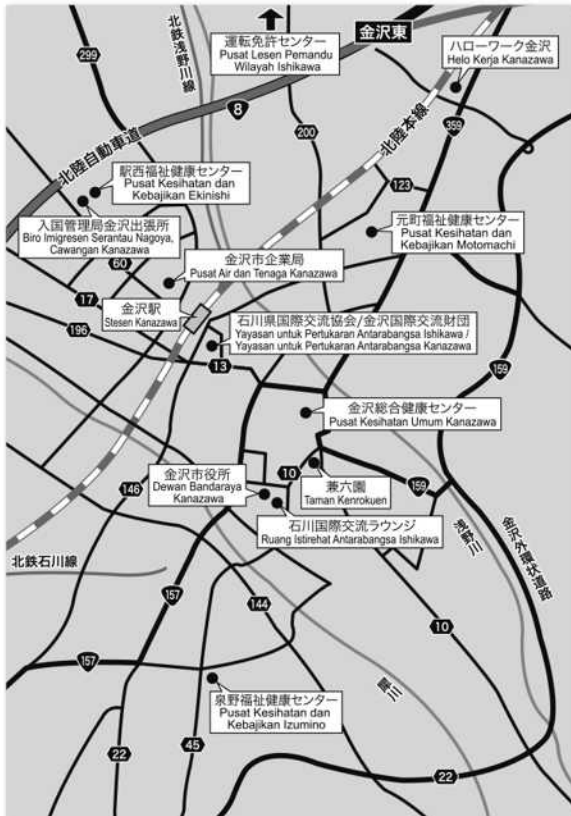 299
北鉄浅野川線
運転免許センター
Pusat Lesen Pemandu
Wilayah Ishikawa
金沢東
ハローワーク金沢
Helo Kerja Kanazawa
8
200
北陸本線
359
北陸自動車道
123
駅西福祉健康センター
Pusat Kesihatan dan
Kebajikan Ekinishi
入国管理局金沢出張所
Biro Imigresen Serantau Nagoya,
Cawangan Kanazawa
元町福祉健康センター
Pusat Kesihatan dan
Kebajikan Motomachi
60
金沢市企業局
Pusat Air dan Tenaga Kanazawa
17
金沢駅
Stesen Kanazawa
196
石川県国際交流協会/金沢国際交流財団
Yayasan untuk Pertukaran Antarabangsa Ishikawa /
Yayasan untuk Pertukaran Antarabangsa Kanazawa
13
159
金沢総合健康センター
Pusat Kesihatan Umum Kanazawa
146
金沢市役所
Dewan Bandaraya
Kanazawa
10
兼六園
Taman Kenrokuen
159
石川国際交流ラウンジ
Ruang Istirehat Antarabangsa Ishikawa
浅野川
金沢外環状道路
北鉄石川線
157
144
10
157
犀川
泉野福祉健康センター
Pusat Kesihatan dan
Kebajikan Izumino
22
45
22